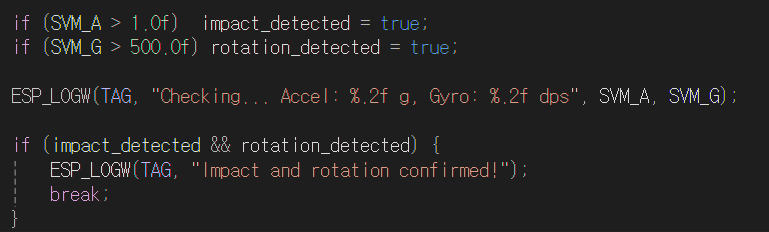 if (SVM_A > 1.0f)  impact_detected = true;
if (SVM_G > 500.0f) rotation_detected = true;
ESP_LOGW(TAG, "Checking... Accel: %.2f g, Gyro: %.2f dps", SVM_A, SVM_G);
if (impact_detected && rotation_detected) {
    ESP_LOGW(TAG, "Impact and rotation confirmed!");
    break;
}